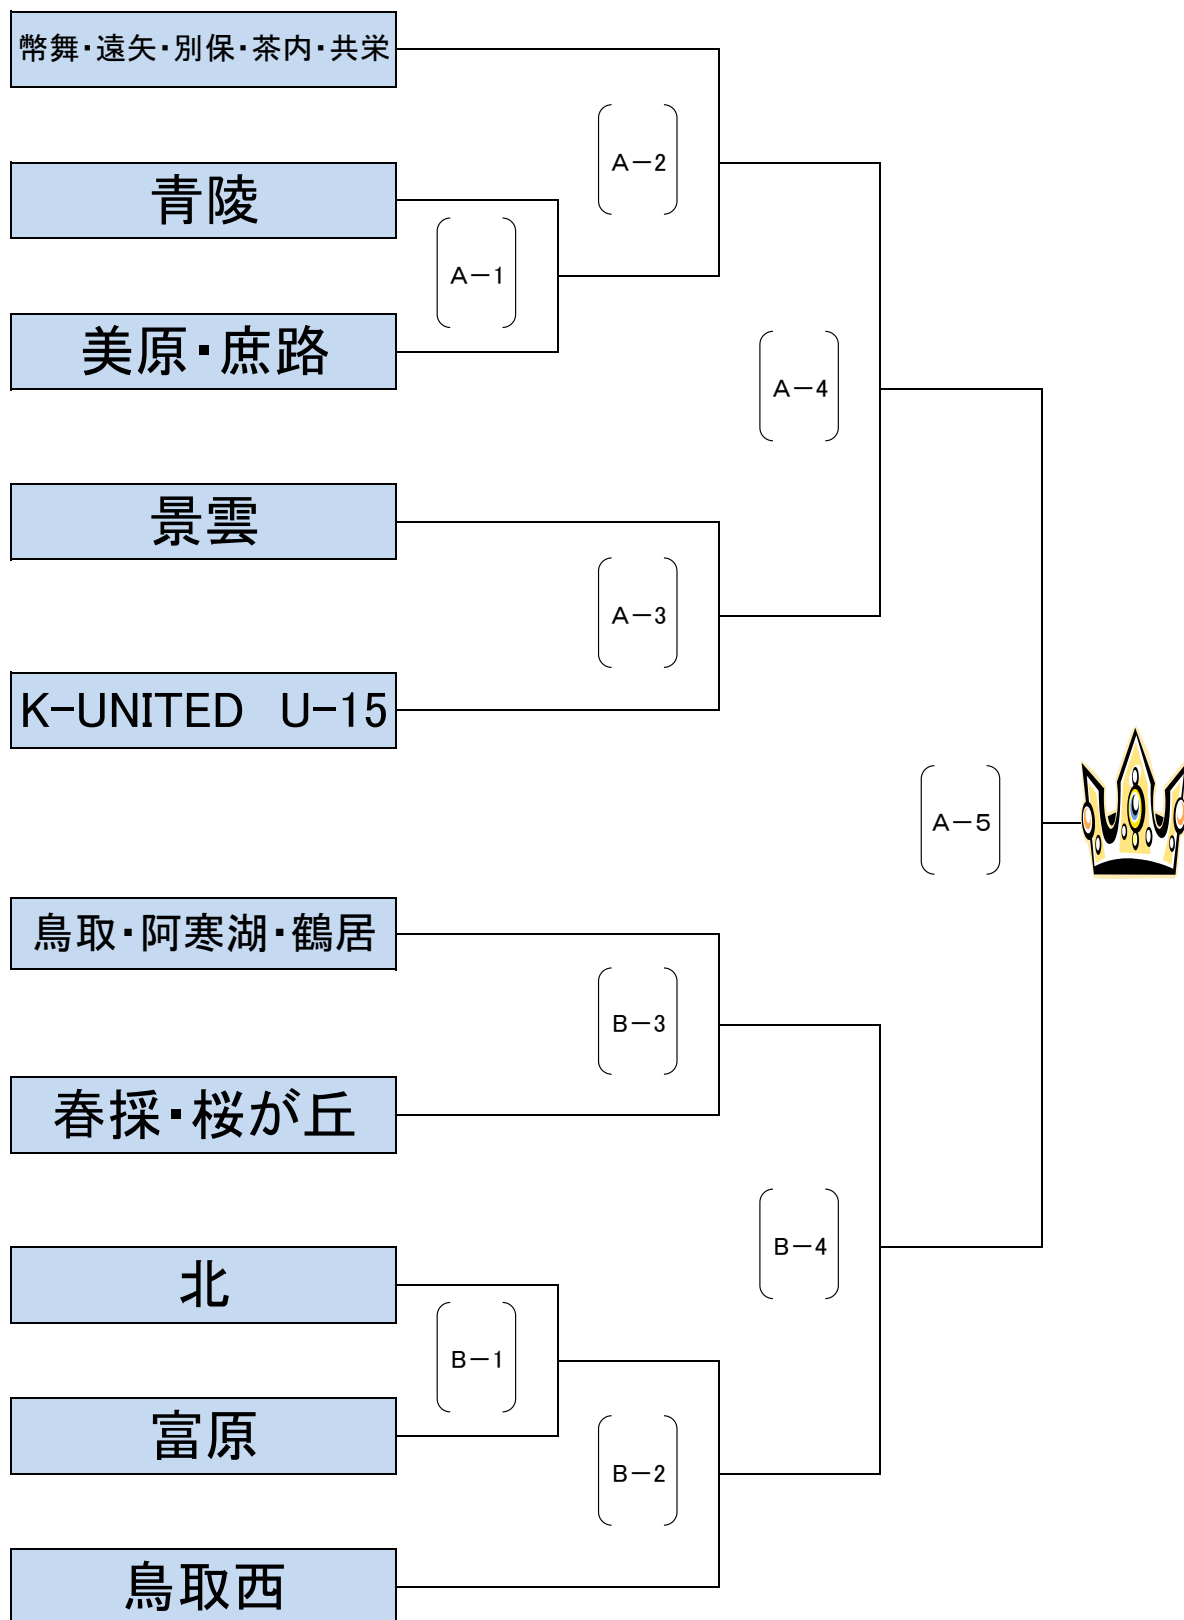 幣舞・遠矢・別保・茶内・共栄
A－2
青陵
A－1
美原・庶路
A－4
景雲
A－3
K-UNITED　U-15
A－5
鳥取・阿寒湖・鶴居
B－3
春採・桜が丘
B－4
北
B－1
富原
B－2
鳥取西